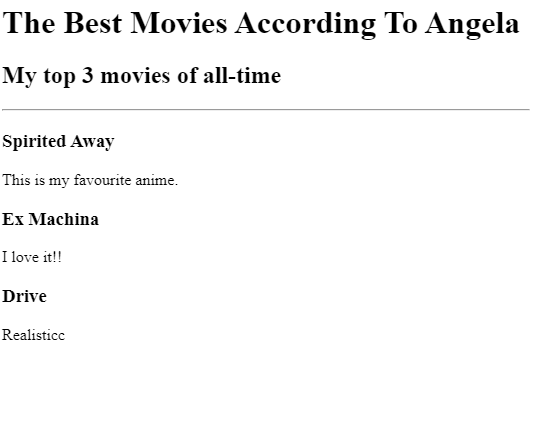 The Best Movies According To Angela
My top 3 movies of all-time
Spirited Away
This is my favourite anime.
Ex Machina
I love it!!
Drive
Realisticc